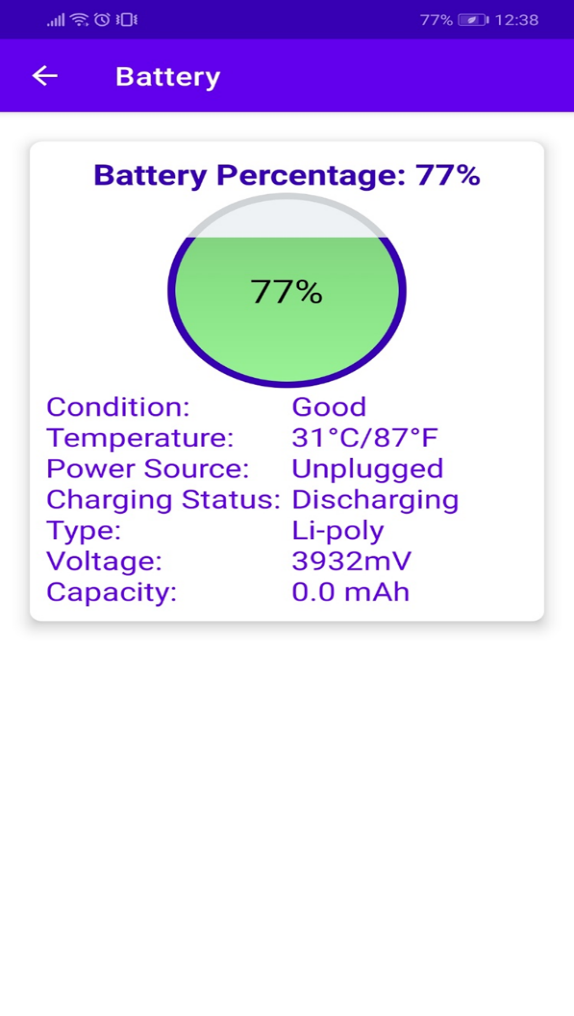 77% 12:38
Battery
Battery Percentage: 77%
77%
Condition: Good
Temperature: 31°C/87°F
Power Source: Unplugged
Charging Status: Discharging
Type: Li-poly
Voltage: 3932mV
Capacity: 0.0 mAh